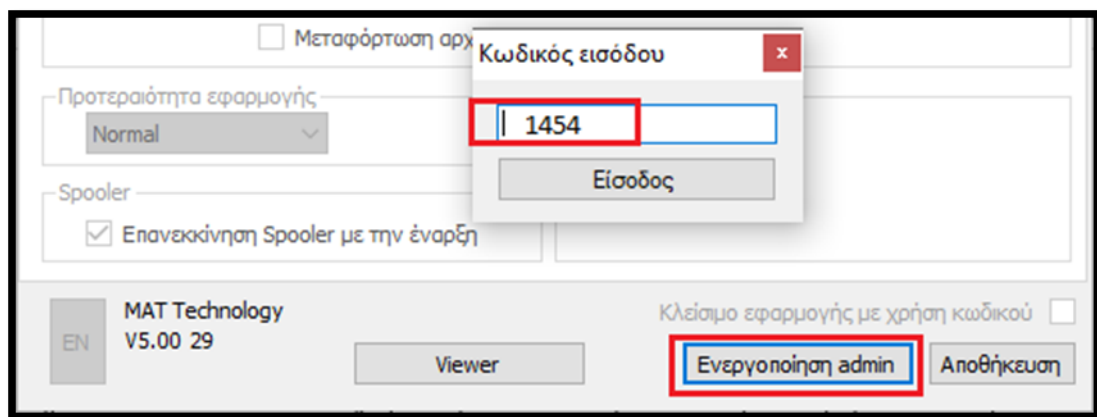 Μεταφόρτωση αρχ
Κωδικός εισόδου
x
Προτεραιότητα εφαρμογής
Normal
1454
Είσοδος
Spooler
Επανεκκίνηση Spooler με την έναρξη
MAT Technology
V5.00 29
EN
Viewer
Κλείσιμο εφαρμογής με χρήση κωδικού
Ενεργοποίηση admin
Αποθήκευση